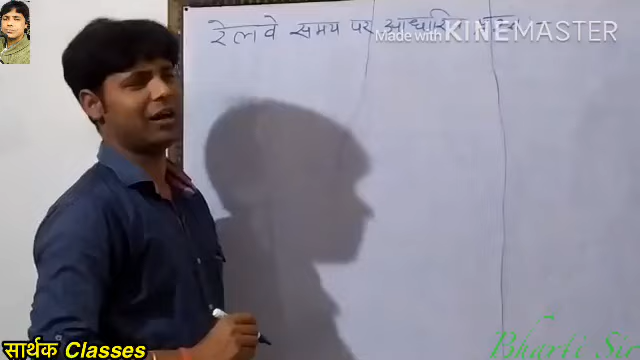 रेलवे समय पर आधारित
Made with KINEMASTER
सार्थक Classes
Bharti Sir